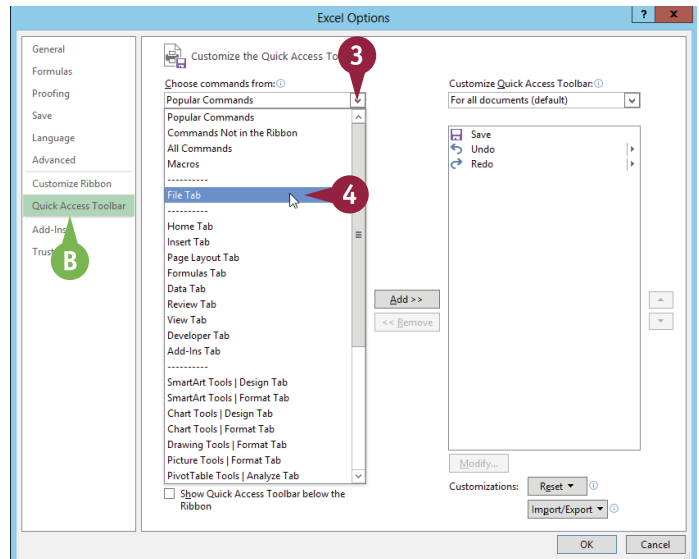 Excel Options
? x
General
Formulas
Proofing
Save
Language
Advanced
Customize Ribbon
Quick Access Toolbar
Add-Ins
Trust
B
Customize the Quick Access To
3
Choose commands from:
Popular Commands
Popular Commands
Commands Not in the Ribbon
All Commands
Macros
----------
File Tab
4
----------
Home Tab
Insert Tab
Page Layout Tab
Formulas Tab
Data Tab
Review Tab
View Tab
Developer Tab
Add-Ins Tab
----------
SmartArt Tools | Design Tab
SmartArt Tools | Format Tab
Chart Tools | Design Tab
Chart Tools | Format Tab
Drawing Tools | Format Tab
Picture Tools | Format Tab
PivotTable Tools | Analyze Tab
Show Quick Access Toolbar below the
Ribbon
Add >>
<< Remove
Customize Quick Access Toolbar:
For all documents (default)
Save
Undo
Redo
Modify...
Customizations:
Reset
Import/Export
OK
Cancel